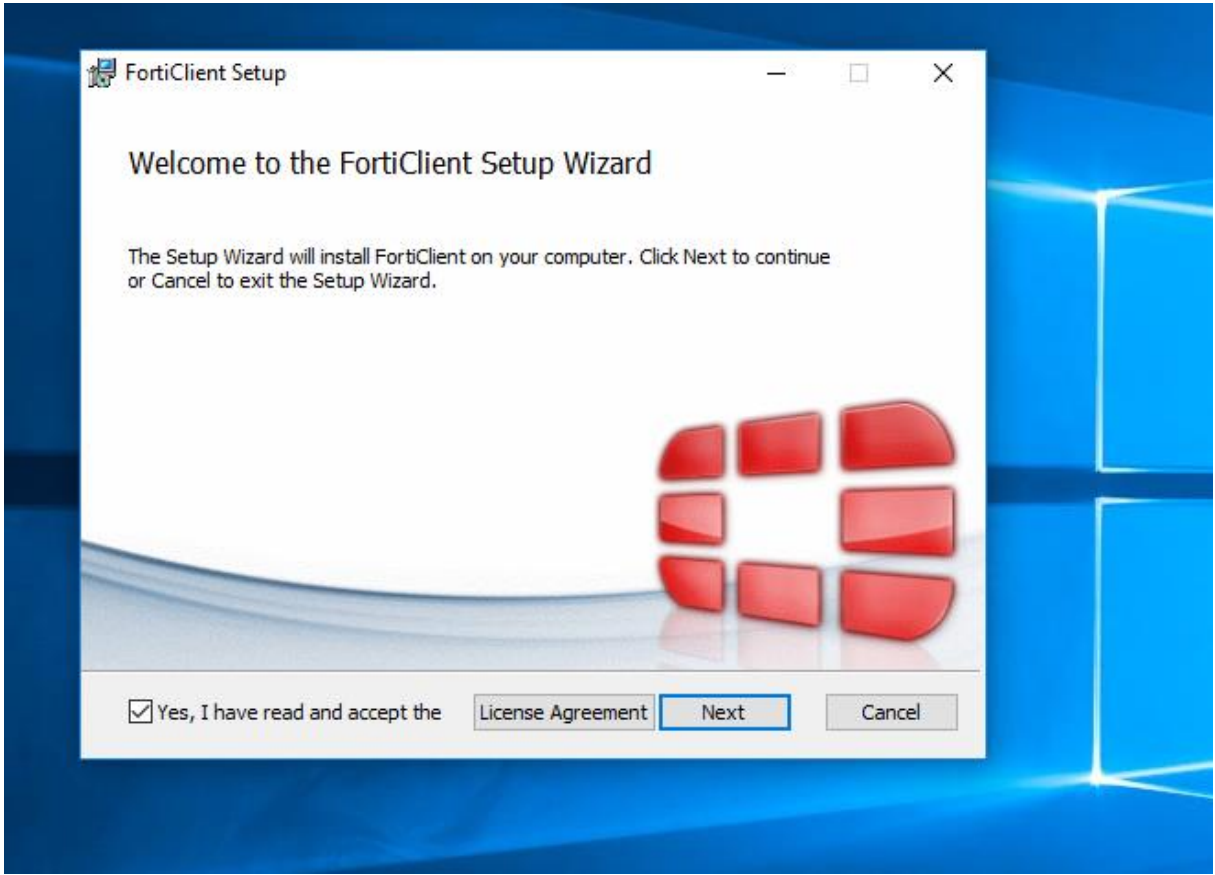 FortiClient Setup
Welcome to the FortiClient Setup Wizard
The Setup Wizard will install FortiClient on your computer. Click Next to continue
or Cancel to exit the Setup Wizard.
Yes, I have read and accept the License Agreement Next Cancel